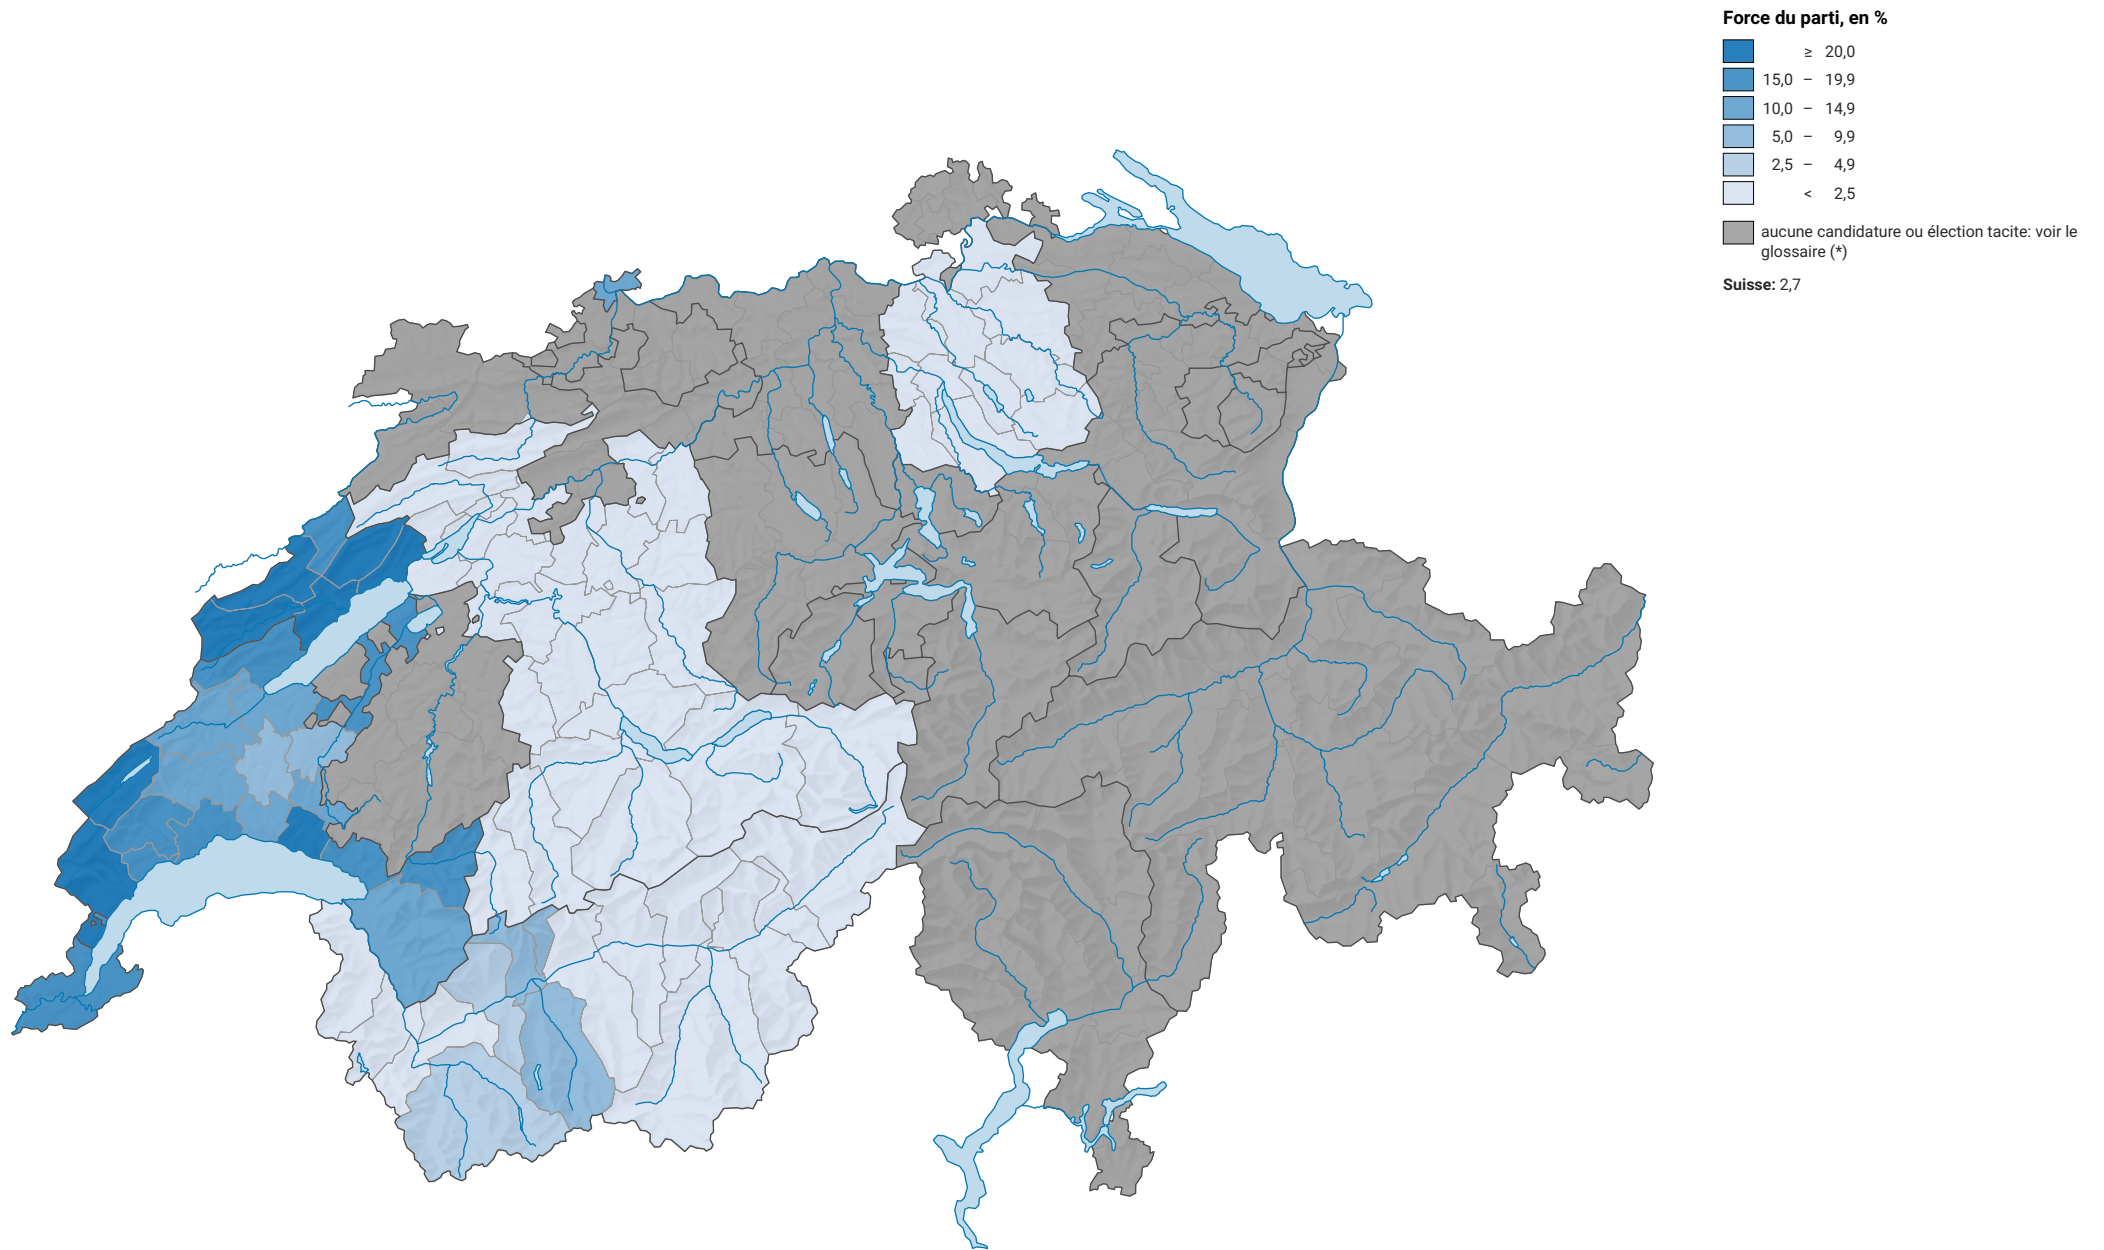 Force du parti, en %
≥ 20,0
15,0 – 19,9
10,0 – 14,9
5,0 – 9,9
2,5 – 4,9
< 2,5
aucune candidature ou élection tacite: voir le
glossaire (*)
Suisse: 2,7